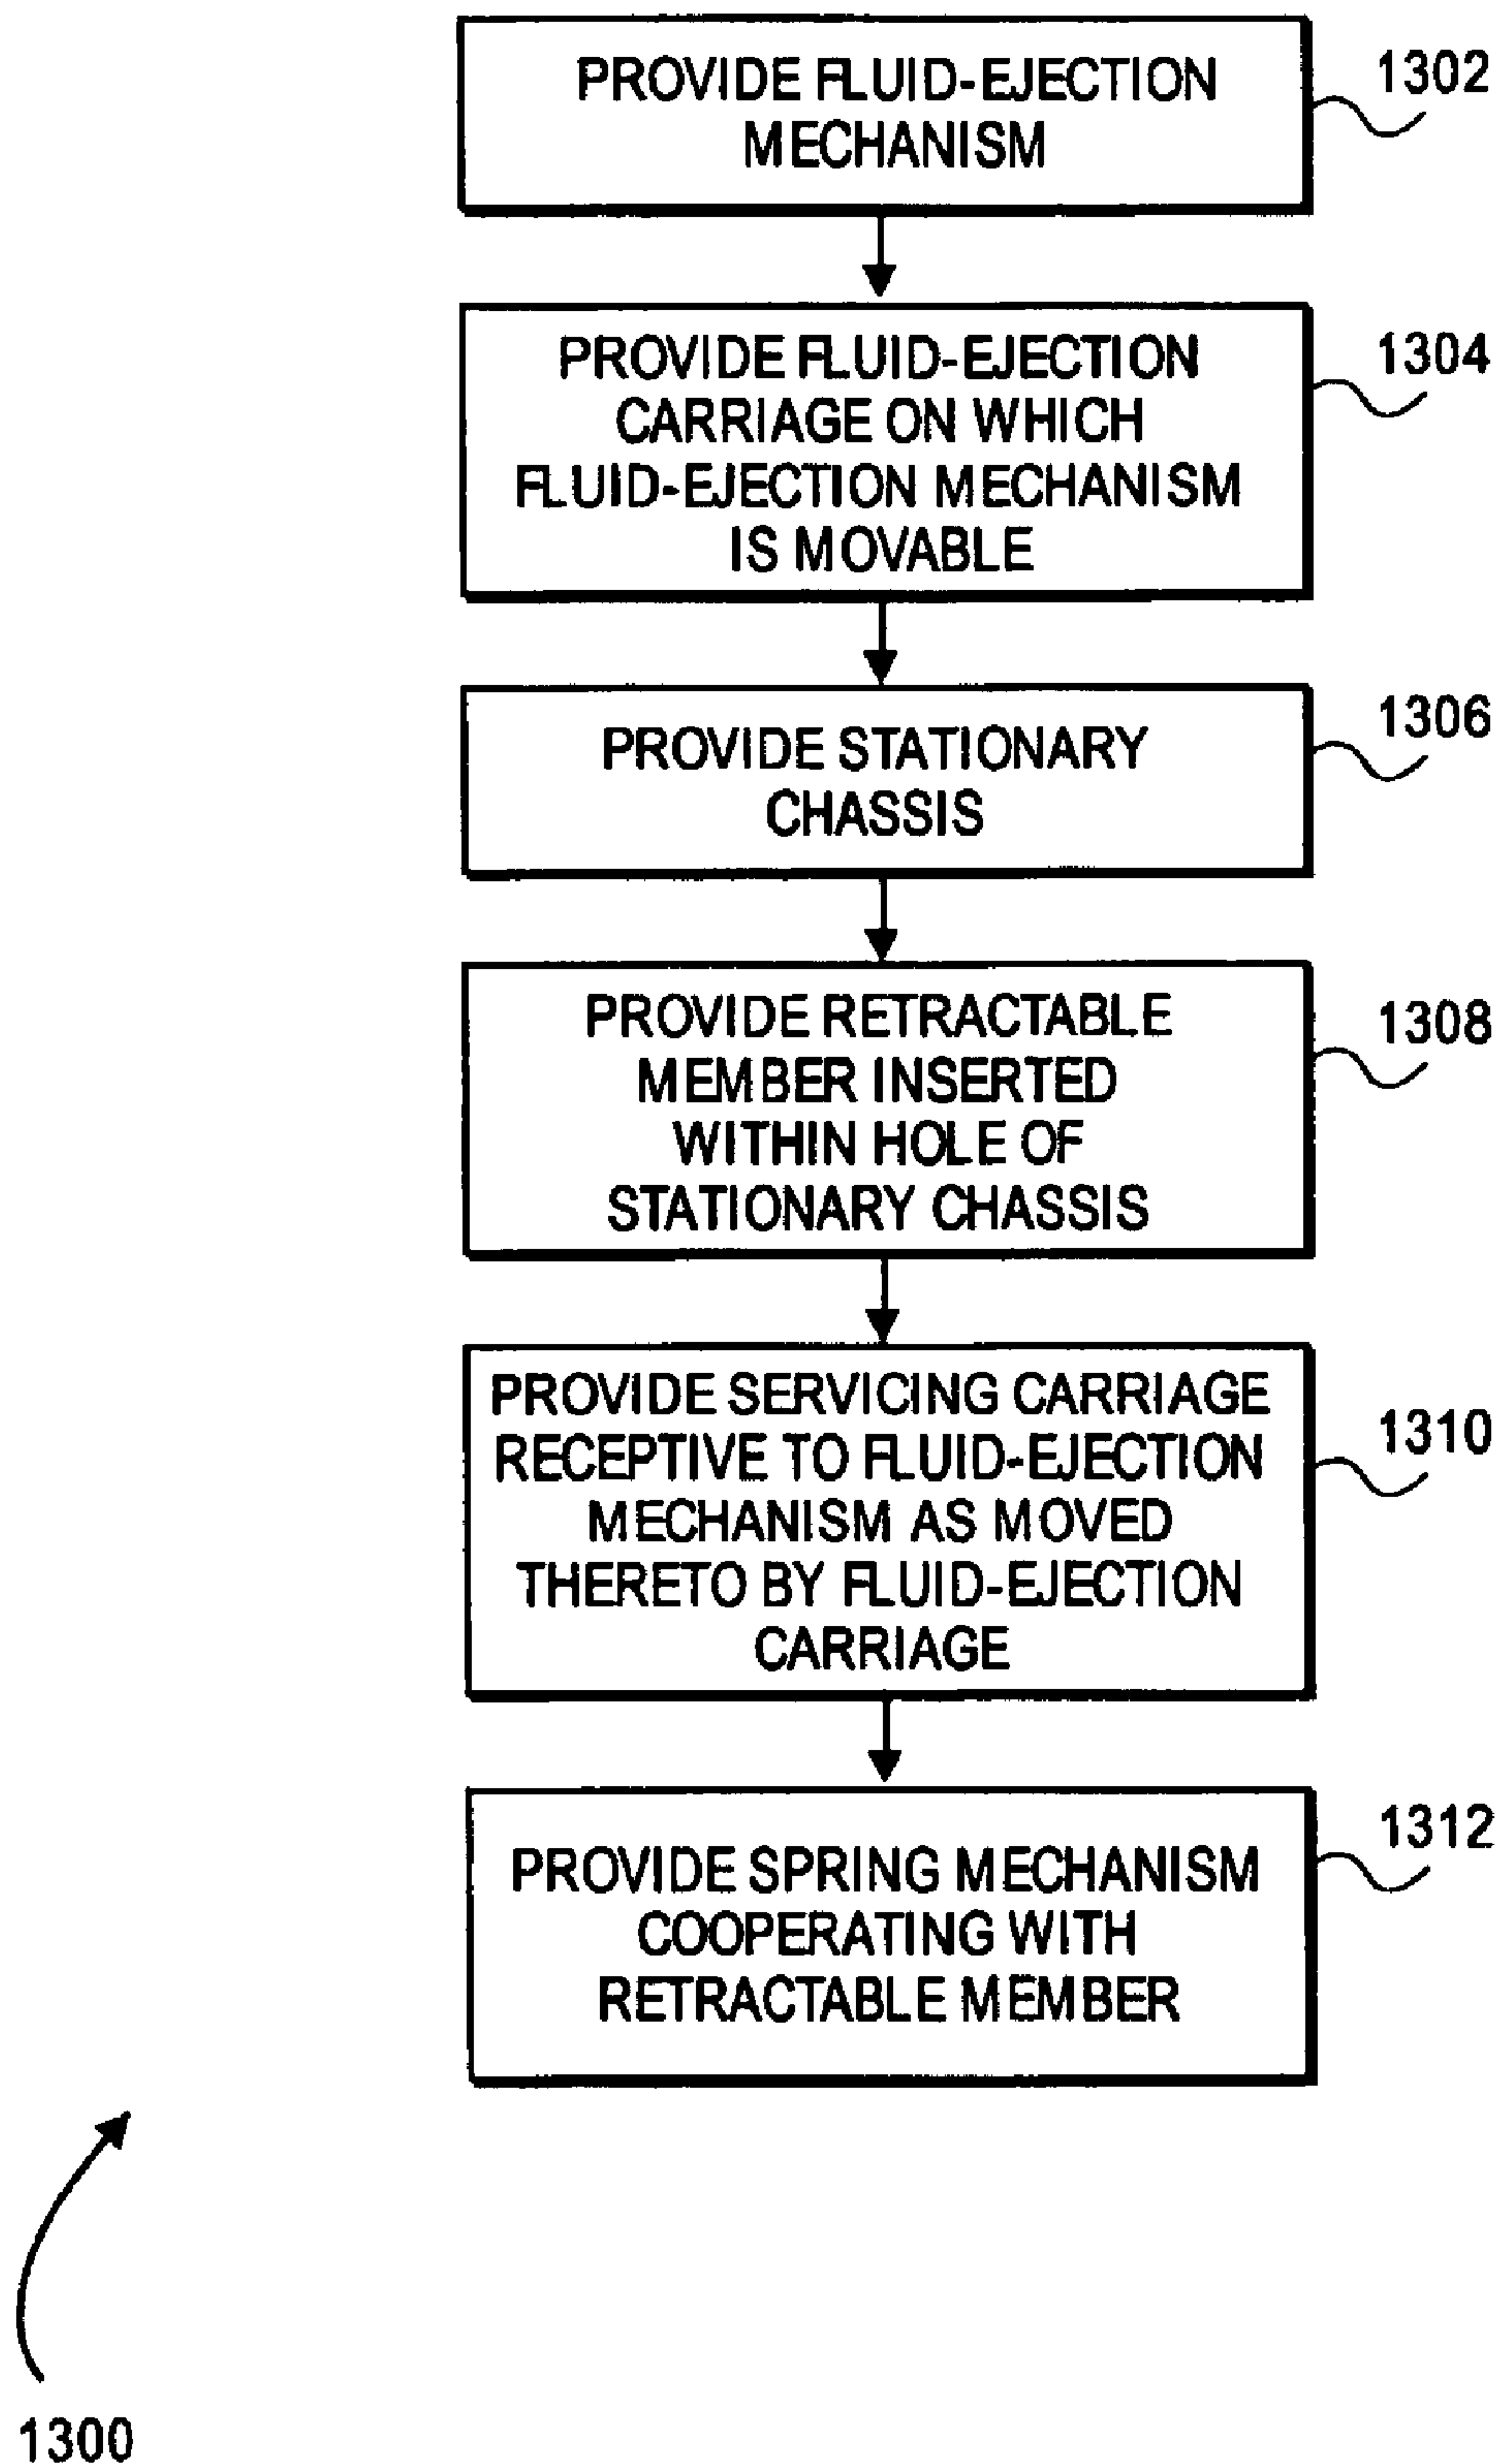 PROVIDE FLUID-EJECTION
MECHANISM
1302
PROVIDE FLUID-EJECTION
CARRIAGE ON WHICH
FLUID-EJECTION MECHANISM
IS MOVABLE
1304
PROVIDE STATIONARY
CHASSIS
1306
PROVIDE RETRACTABLE
MEMBER INSERTED
WITHIN HOLE OF
STATIONARY CHASSIS
1308
PROVIDE SERVICING CARRIAGE
RECEPTIVE TO FLUID-EJECTION
MECHANISM AS MOVED
THERETO BY FLUID-EJECTION
CARRIAGE
1310
PROVIDE SPRING MECHANISM
COOPERATING WITH
RETRACTABLE MEMBER
1312
1300